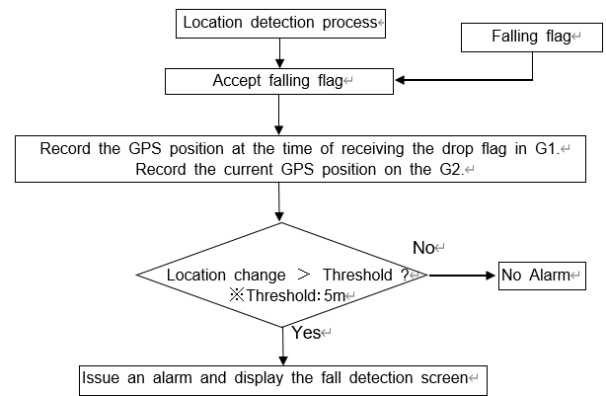 Location detection process↵
Falling flag↵
Accept falling flag↵
Record the GPS position at the time of receiving the drop flag in G1.↵
Record the current GPS position on the G2.↵
No↵
Location change ＞ Threshold ?↵
※Threshold:5m↵
No Alarm↵
Yes↵
Issue an alarm and display the fall detection screen↵